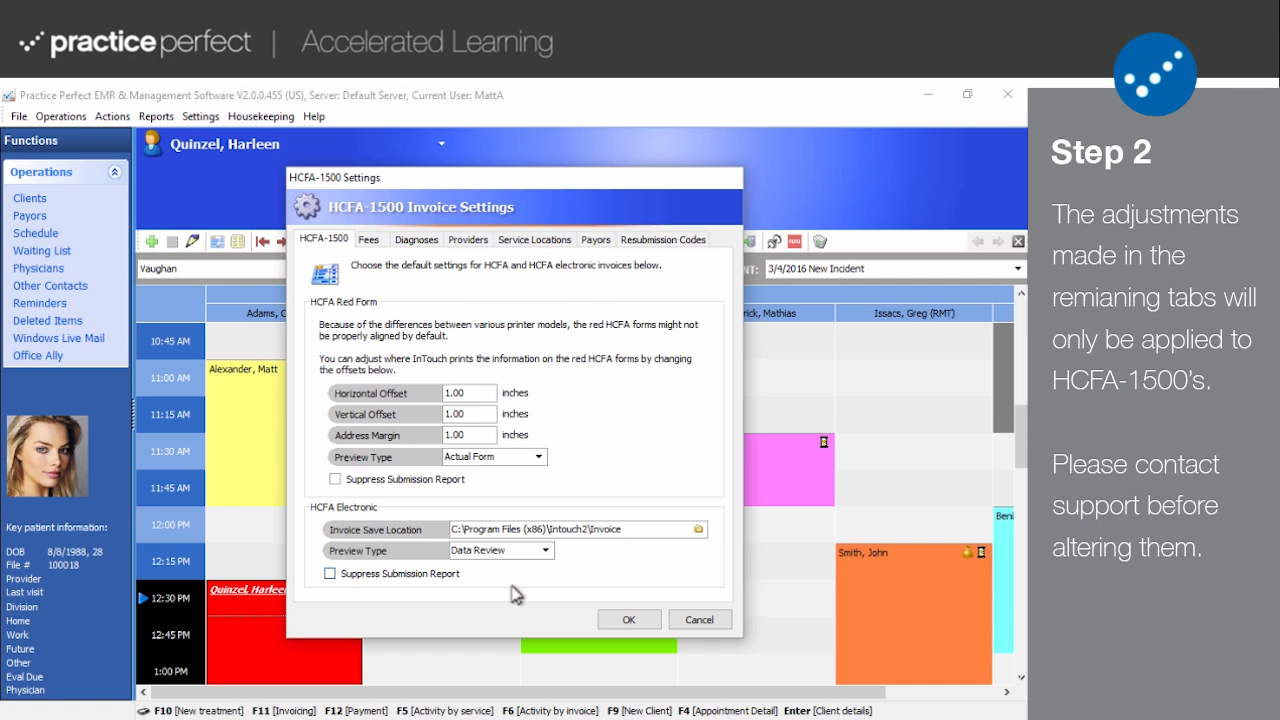 practiceperfect | Accelerated Learning
Practice Perfect EMR & Management Software V2.0.0.455 (US), Server: Default Server, Current User: MattA
File Operations Actions Reports Settings Housekeeping Help
Functions
Operations
Clients
Payors
Schedule
Waiting List
Physicians
Other Contacts
Reminders
Deleted Items
Windows Live Mail
Office Ally
Key patient information:
DOB 8/8/1988, 28
File # 100018
Provider
Last visit
Division
Home
Work
Future
Other
Eval Due
Physician
Quinzel, Harleen
Vaughan
3/4/2016 New Incident
Adams, C
Issacs, Greg (RMT)
10:45 AM
11:00 AM
11:15 AM
11:30 AM
11:45 AM
12:00 PM
12:15 PM
12:30 PM
12:45 PM
1:00 PM
Alexander, Matt
Quinzel, Harleen
Smith, John
HCFA-1500 Settings
HCFA-1500 Invoice Settings
HCFA-1500 Fees Diagnoses Providers Service Locations Payors Resubmission Codes
Choose the default settings for HCFA and HCFA electronic invoices below.
HCFA Red Form
Because of the differences between various printer models, the red HCFA forms might not
be properly aligned by default.
You can adjust where InTouch prints the information on the red HCFA forms by changing
the offsets below.
Horizontal Offset 1.00 inches
Vertical Offset 1.00 inches
Address Margin 1.00 inches
Preview Type Actual Form
Suppress Submission Report
HCFA Electronic
Invoice Save Location C:\Program Files (x86)\Intouch2\Invoice
Preview Type Data Review
Suppress Submission Report
OK Cancel
F10 [New treatment] F11 [Invoicing] F12 [Payment] F5 [Activity by service] F6 [Activity by invoice] F9 [New Client] F4 [Appointment Detail] Enter [Client details]
Step 2
The adjustments
made in the
remianing tabs will
only be applied to
HCFA-1500's.
Please contact
support before
altering them.